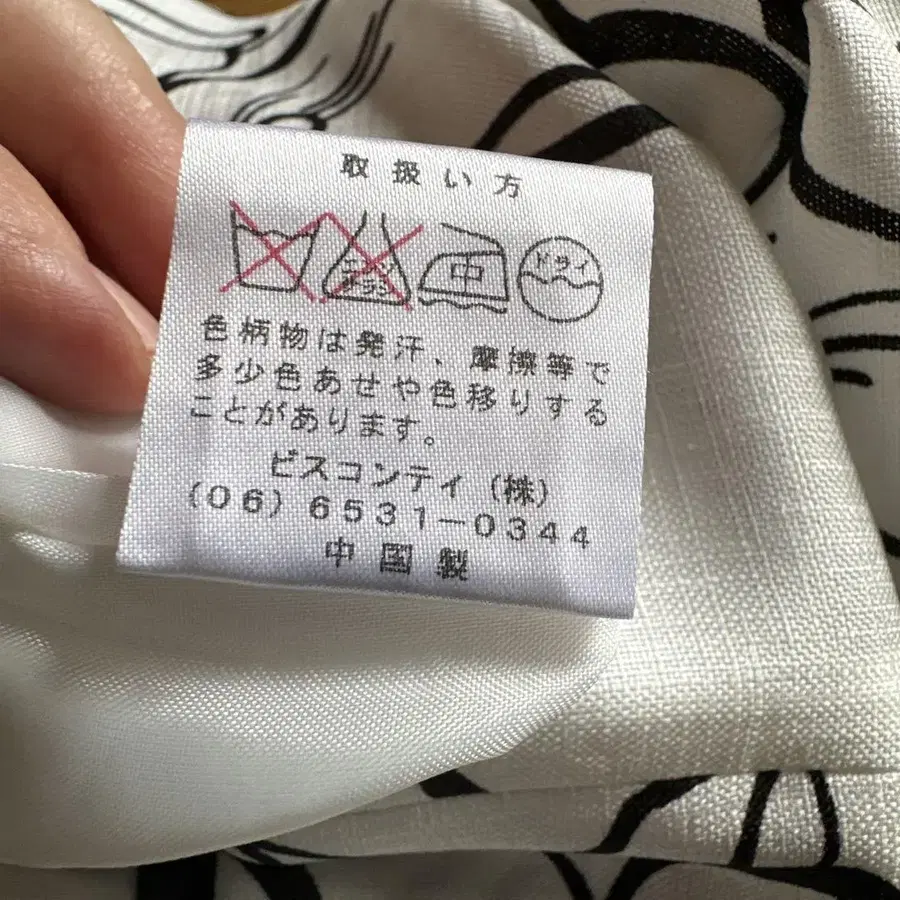 取扱い方
エンソ
サラシ
中
ドライ
色柄物は発汗、摩擦等で
多少色あせや色移りする
ことがあります。
ビスコンティ(株)
(06)6531-0344
中国製